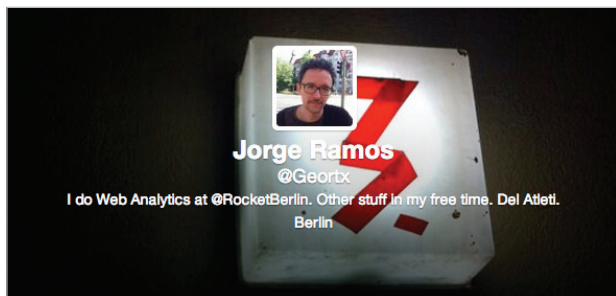 Jorge Ramos
@Geortx
I do Web Analytics at @RocketBerlin. Other stuff in my free time. Del Atleti.
Berlin